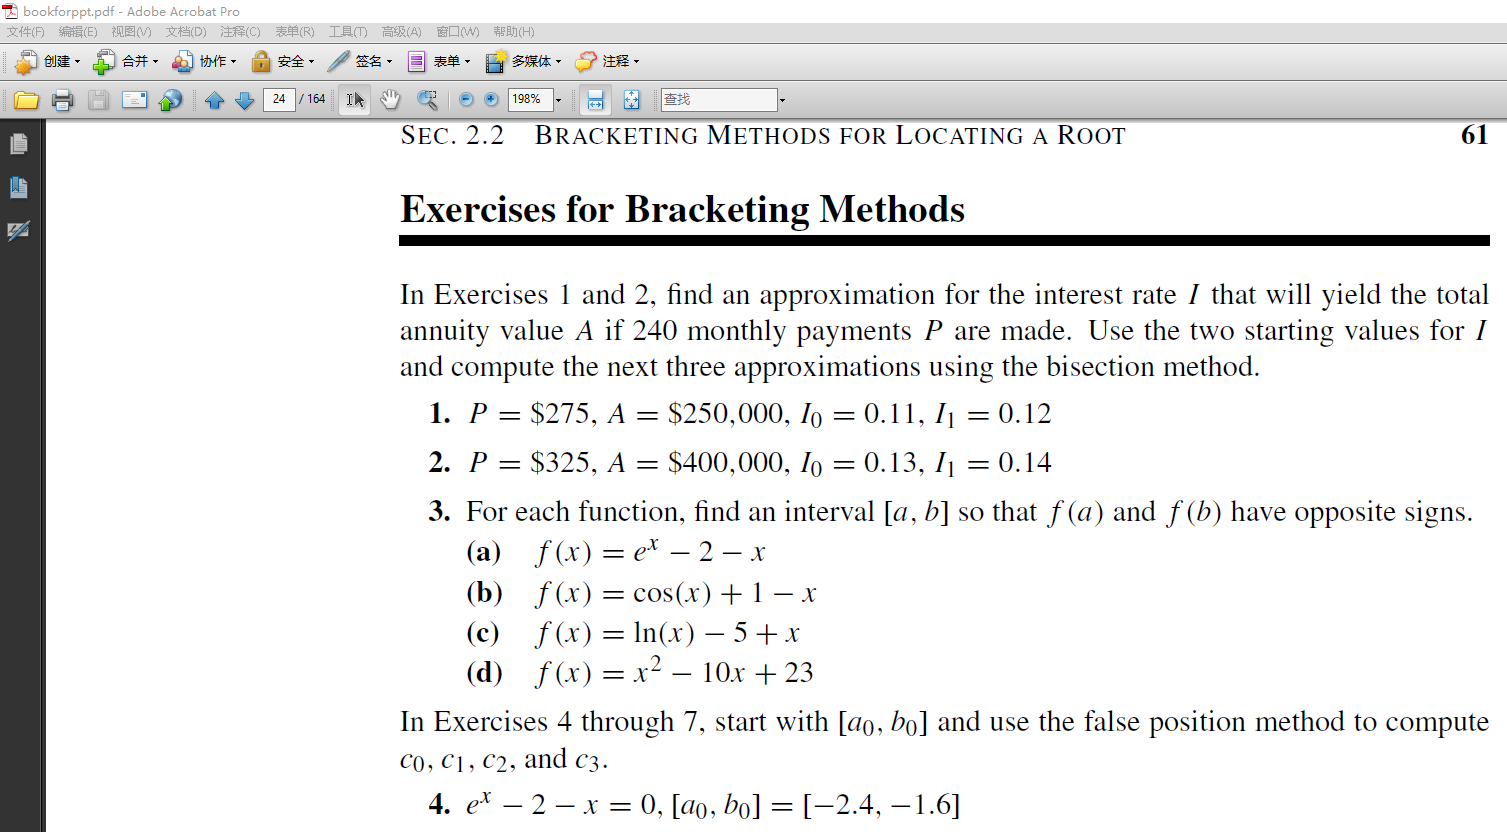 bookforppt.pdf - Adobe Acrobat Pro
文件(F) 编辑(E) 视图(V) 文档(D) 注释(C) 表单(R) 工具(T) 高级(A) 窗口(W) 帮助(H)
创建 合并 协作 安全 签名 表单 多媒体 注释
24 / 164 198% 查找
SEC. 2.2 BRACKETING METHODS FOR LOCATING A ROOT 61
Exercises for Bracketing Methods
In Exercises 1 and 2, find an approximation for the interest rate I that will yield the total
annuity value A if 240 monthly payments P are made. Use the two starting values for I
and compute the next three approximations using the bisection method.
1. P = $275, A = $250,000, I₀ = 0.11, I₁ = 0.12
2. P = $325, A = $400,000, I₀ = 0.13, I₁ = 0.14
3. For each function, find an interval [a, b] so that f(a) and f(b) have opposite signs.
(a) f(x) = eˣ − 2 − x
(b) f(x) = cos(x) + 1 − x
(c) f(x) = ln(x) − 5 + x
(d) f(x) = x² − 10x + 23
In Exercises 4 through 7, start with [a₀, b₀] and use the false position method to compute
c₀, c₁, c₂, and c₃.
4. eˣ − 2 − x = 0, [a₀, b₀] = [−2.4, −1.6]